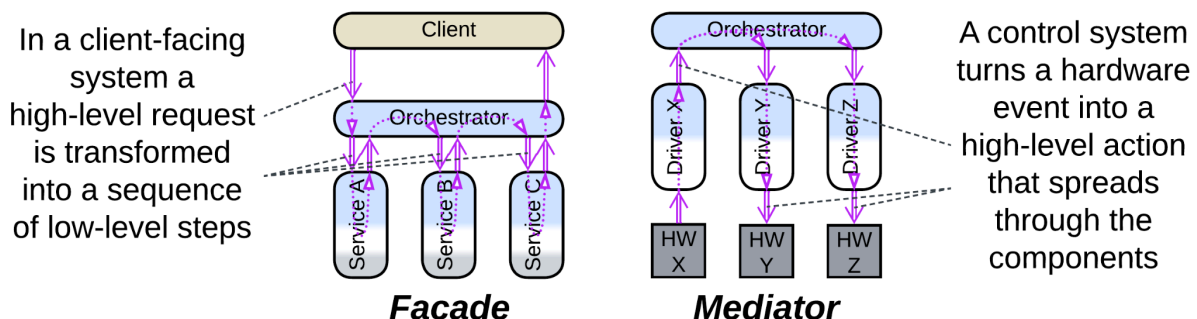 In a client-facing
system a
high-level request
is transformed
into a sequence
of low-level steps
Client
Orchestrator
Service A
Service B
Service C
Facade
Orchestrator
Driver X
Driver Y
Driver Z
HW
X
HW
Y
HW
Z
Mediator
A control system
turns a hardware
event into a
high-level action
that spreads
through the
components